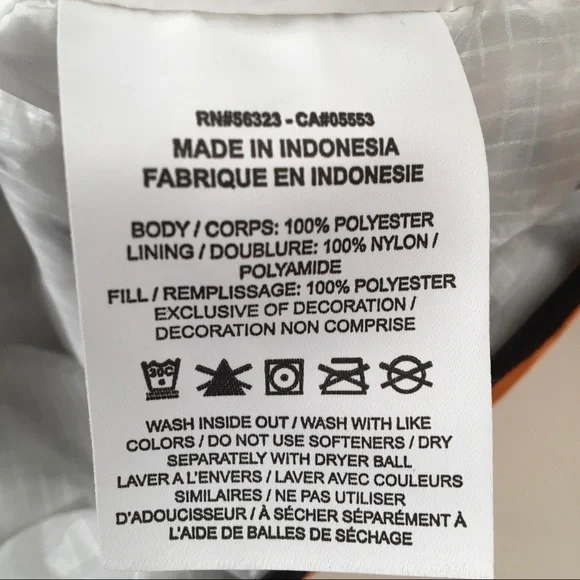 RN#56323 - CA#05553
MADE IN INDONESIA
FABRIQUE EN INDONESIE
BODY / CORPS: 100% POLYESTER
LINING / DOUBLURE: 100% NYLON /
POLYAMIDE
FILL / REMPLISSAGE: 100% POLYESTER
EXCLUSIVE OF DECORATION /
DECORATION NON COMPRISE
30C
WASH INSIDE OUT / WASH WITH LIKE
COLORS / DO NOT USE SOFTENERS / DRY
SEPARATELY WITH DRYER BALL
LAVER A L'ENVERS / LAVER AVEC COULEURS
SIMILAIRES / NE PAS UTILISER
D'ADOUCISSEUR / À SÉCHER SÉPARÉMENT À
L'AIDE DE BALLES DE SÉCHAGE